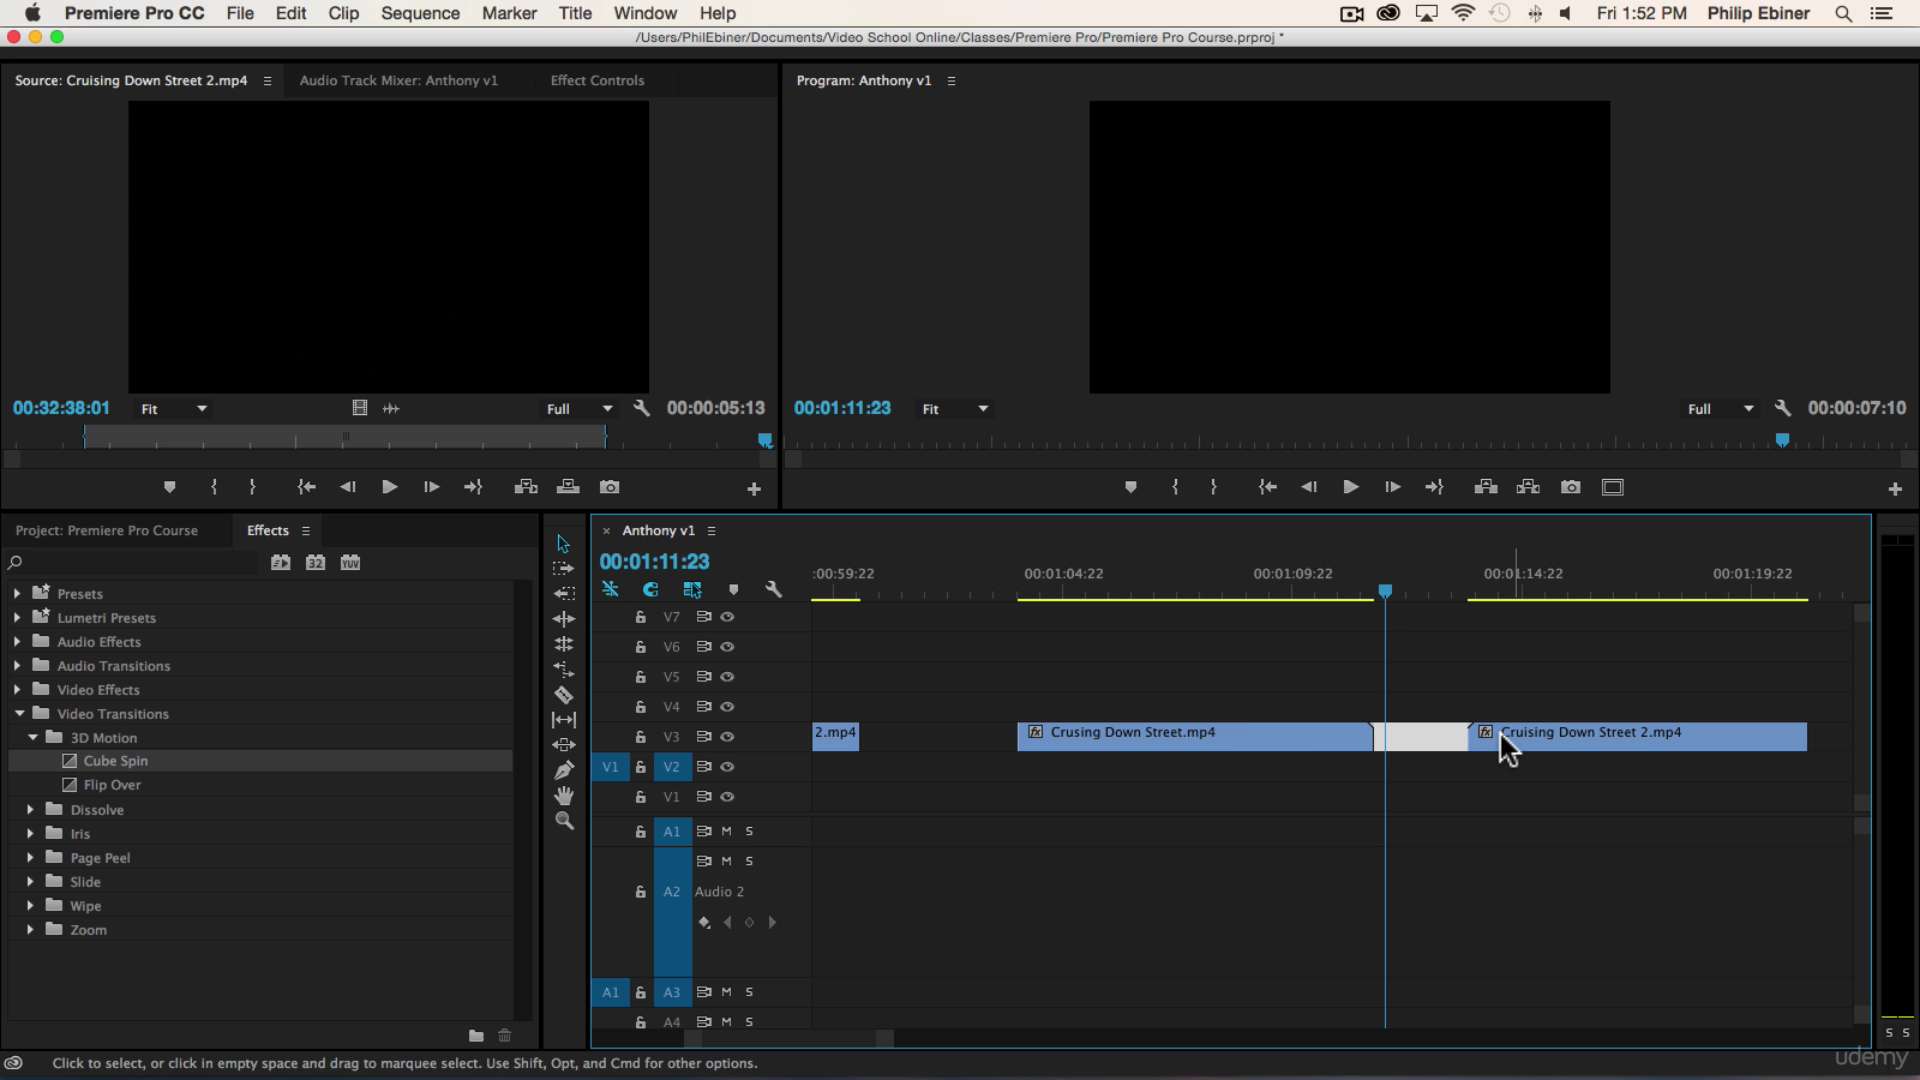 Premiere Pro CC File Edit Clip Sequence Marker Title Window Help Fri 1:52 PM Philip Ebiner
/Users/PhilEbiner/Documents/Video School Online/Classes/Premiere Pro/Premiere Pro Course.prproj *
Source: Cruising Down Street 2.mp4 Audio Track Mixer: Anthony v1 Effect Controls
Program: Anthony v1
00:32:38:01 Fit Full 00:00:05:13
00:01:11:23 Fit Full 00:00:07:10
Project: Premiere Pro Course Effects
32 YUV
Presets
Lumetri Presets
Audio Effects
Audio Transitions
Video Effects
Video Transitions
3D Motion
Cube Spin
Flip Over
Dissolve
Iris
Page Peel
Slide
Wipe
Zoom
× Anthony v1
00:01:11:23
:00:59:22 00:01:04:22 00:01:09:22 00:01:14:22 00:01:19:22
V7
V6
V5
V4
V3 2.mp4 Crusing Down Street.mp4 Cruising Down Street 2.mp4
V1 V2
V1
A1 M S
M S
A2 Audio 2
A1 A3 M S
A4 M S
S S
Click to select, or click in empty space and drag to marquee select. Use Shift, Opt, and Cmd for other options.
udemy